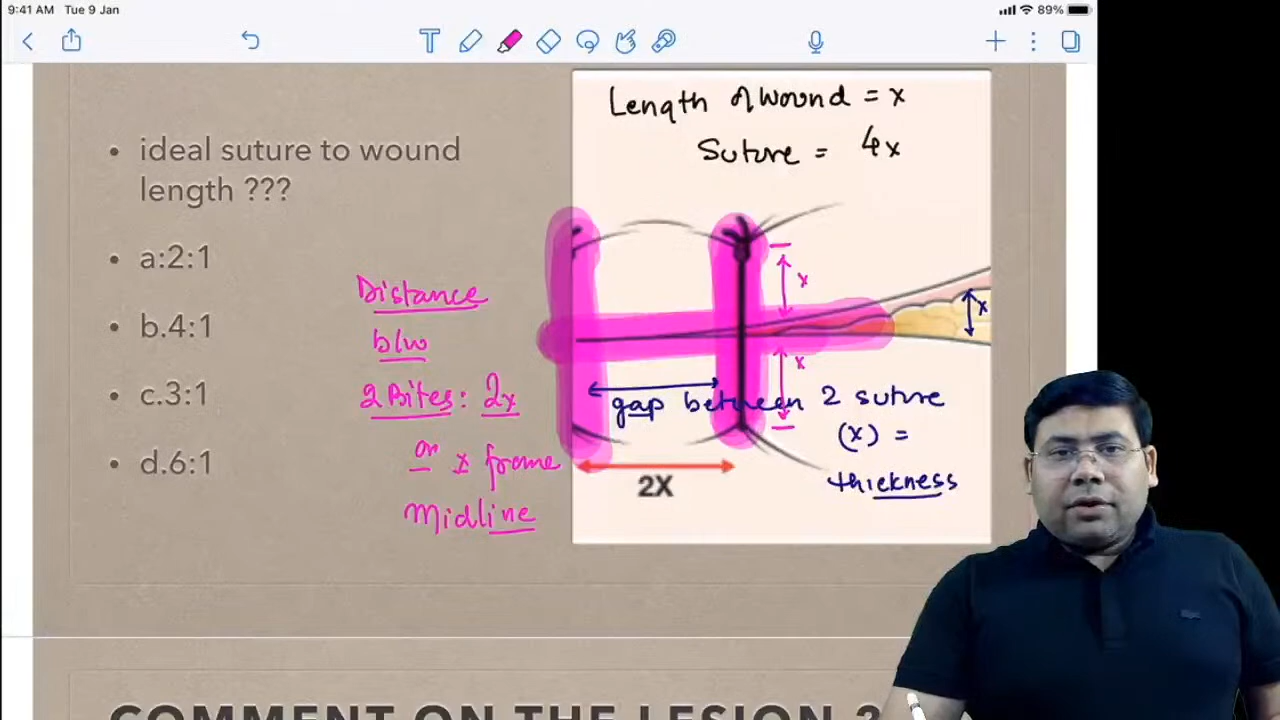 9:41 AM Tue 9 Jan
89%
T
Length of wound = x
Suture = 4x
• ideal suture to wound
length ???
• a:2:1
• b.4:1
• c.3:1
• d.6:1
Distance
b/w
2 Bites: 2x
or x from
Midline
x
x
x
gap between 2 suture
(x) =
thickness
2X
COMMENT ON THE LESION ?